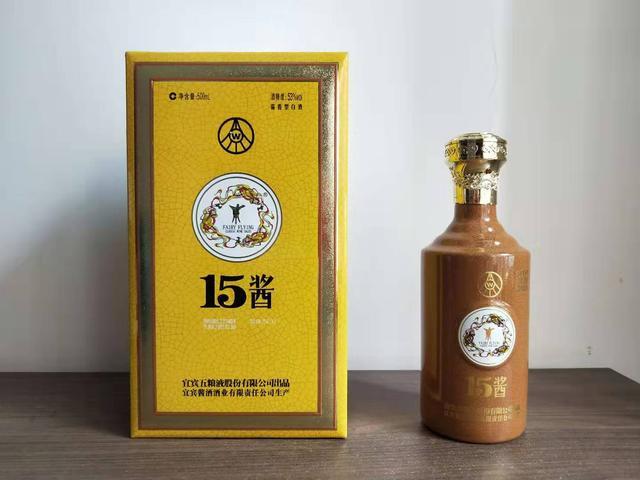 净含量:500mL
酒精度:53%vol
酱香型白酒
W
FAIRY FLYING
15酱
宜宾五粮液股份有限公司出品
宜宾酱酒酒业有限责任公司生产
W
FAIRY FLYING
15酱